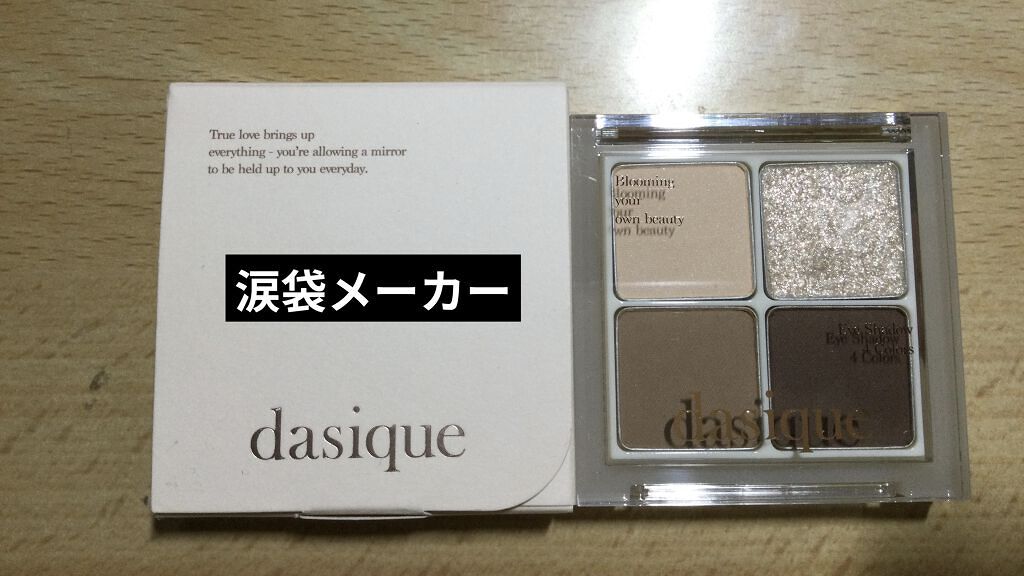 True love brings up
everything - you're allowing a mirror
to be held up to you everyday.
涙袋メーカー
dasique
Blooming
your
own beauty
Eye Shadow
4 Colors
dasique